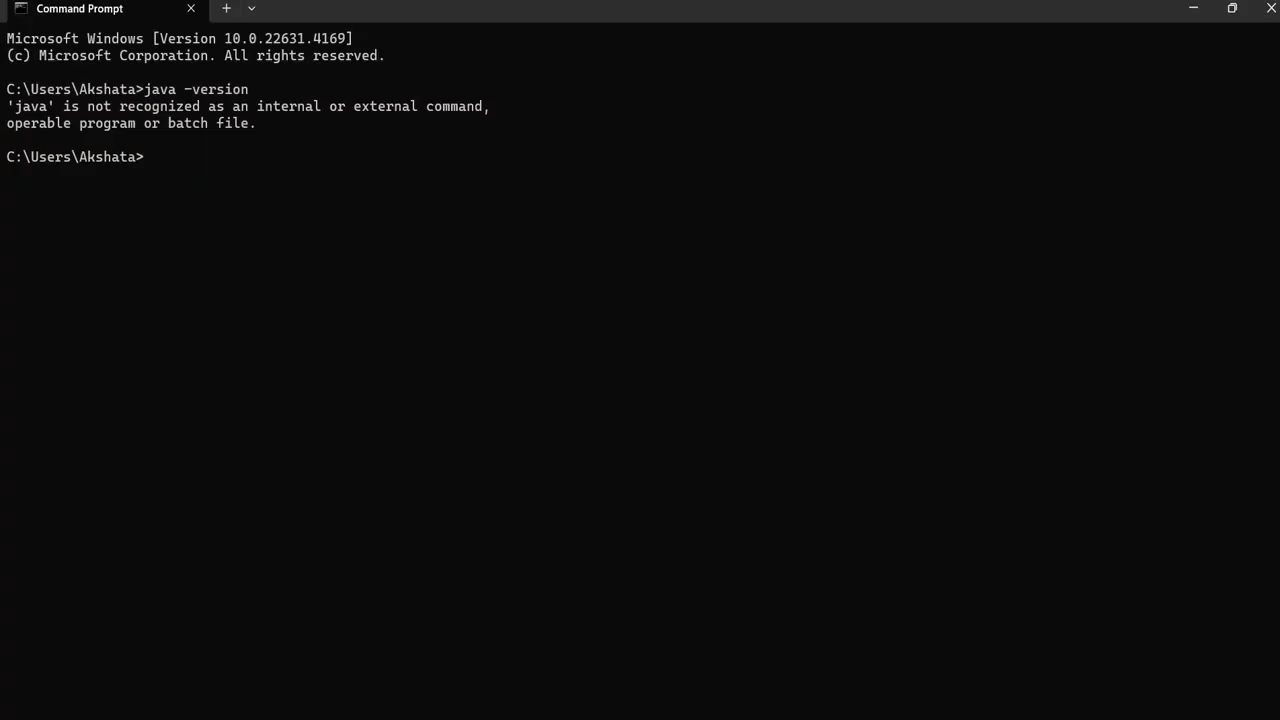 Command Prompt
Microsoft Windows [Version 10.0.22631.4169]
(c) Microsoft Corporation. All rights reserved.
C:\Users\Akshata>java -version
'java' is not recognized as an internal or external command,
operable program or batch file.
C:\Users\Akshata>